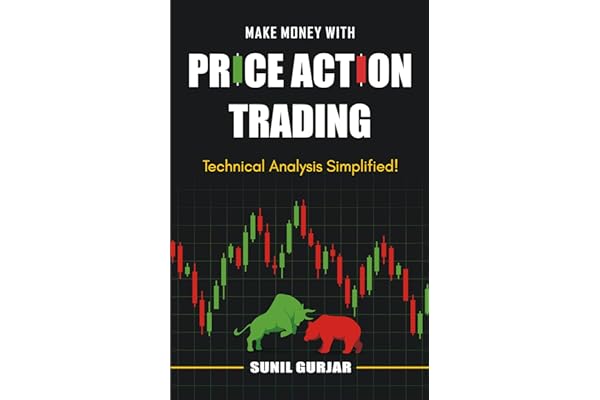 MAKE MONEY WITH
PRICE ACTION
TRADING
Technical Analysis Simplified!
SUNIL GURJAR